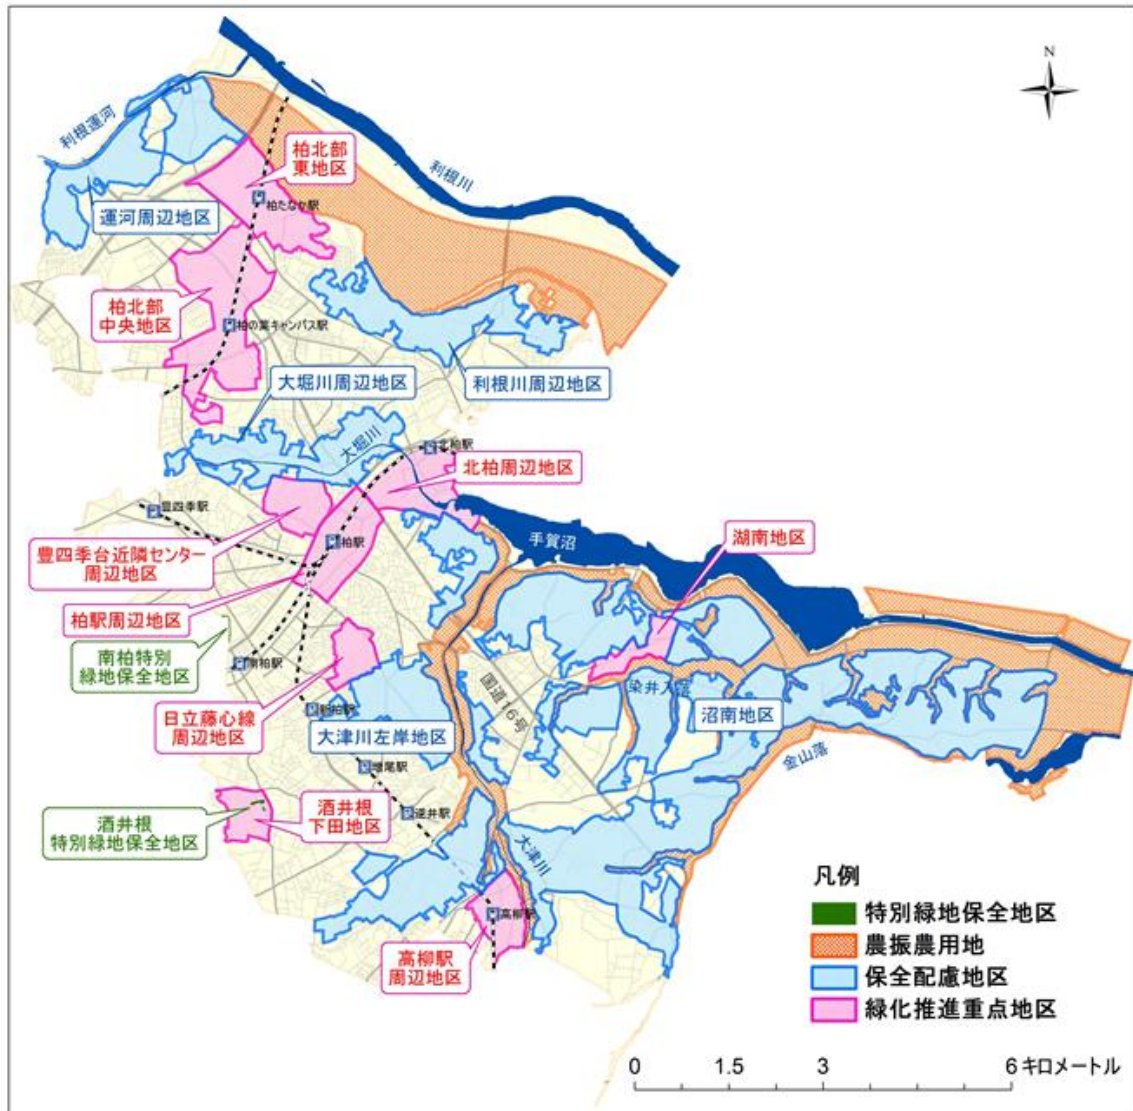 N
利根運河
柏北部
東地区
利根川
柏たなか駅
運河周辺地区
柏北部
中央地区
柏の葉キャンパス駅
大堀川周辺地区
利根川周辺地区
大堀川
北柏駅
北柏周辺地区
豊四季駅
手賀沼
湖南地区
柏駅
豊四季台近隣センター
周辺地区
柏駅周辺地区
南柏特別
緑地保全地区
南柏駅
国道16号
染井入落
日立藤心線
周辺地区
新柏駅
沼南地区
大津川左岸地区
金山落
増尾駅
酒井根
特別緑地保全地区
酒井根
下田地区
逆井駅
大津川
高柳駅
高柳駅
周辺地区
凡例
特別緑地保全地区
農振農用地
保全配慮地区
緑化推進重点地区
0 1.5 3 6 キロメートル